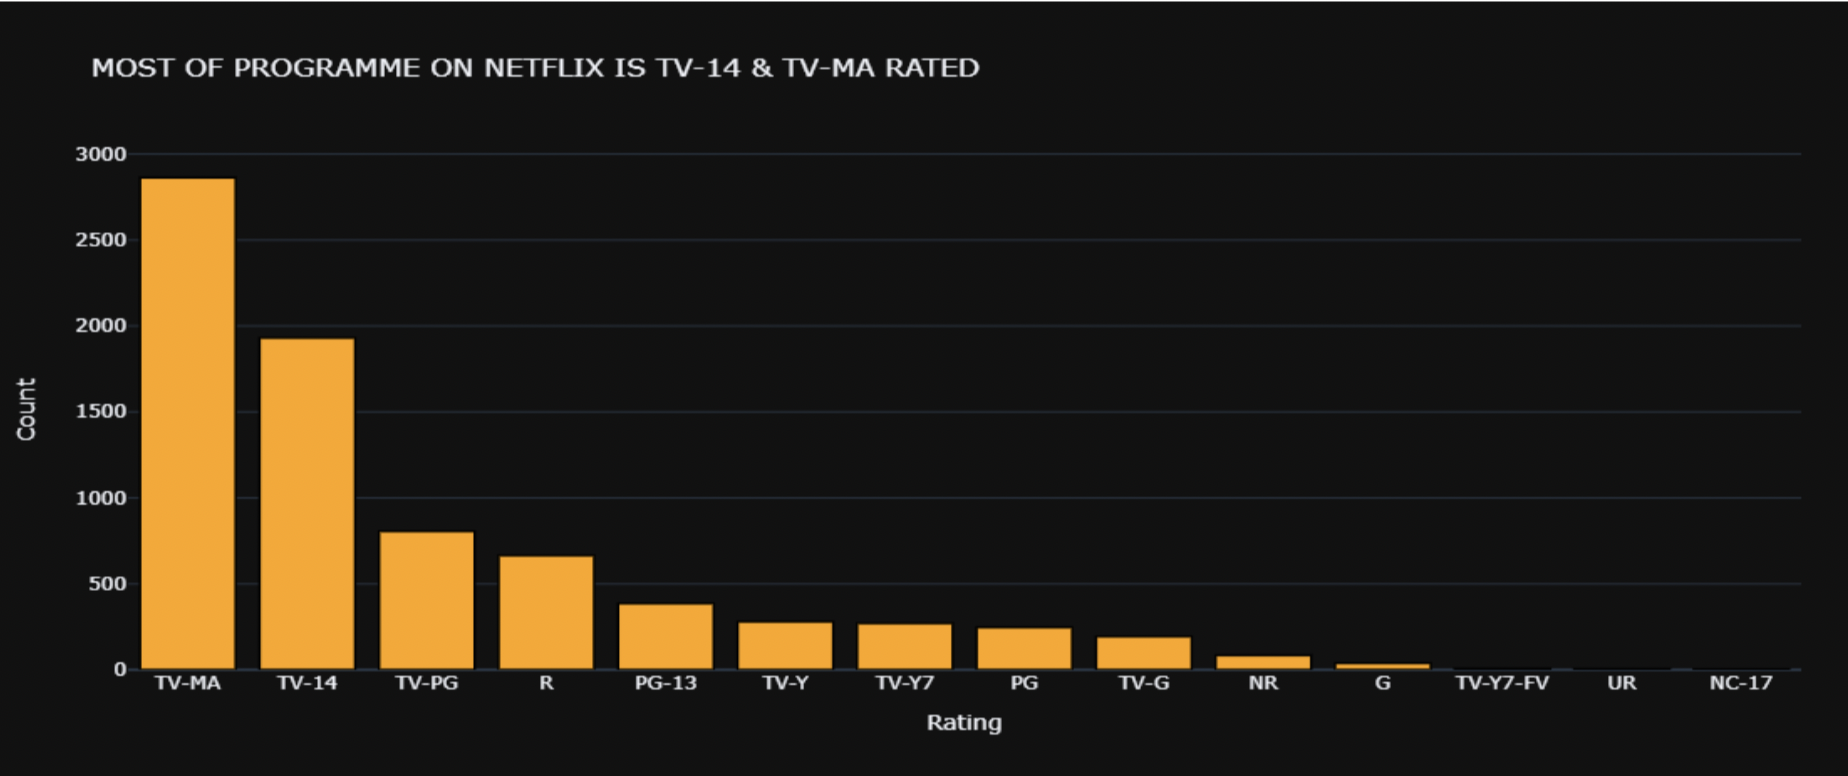 MOST OF PROGRAMME ON NETFLIX IS TV-14 & TV-MA RATED
3000
2500
2000
1500
1000
500
0
Count
TV-MA TV-14 TV-PG R PG-13 TV-Y TV-Y7 PG TV-G NR G TV-Y7-FV UR NC-17
Rating